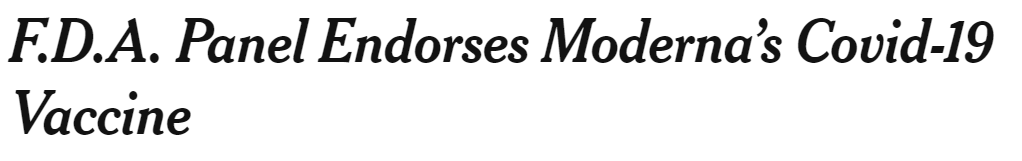 F.D.A. Panel Endorses Moderna’s Covid-19
Vaccine